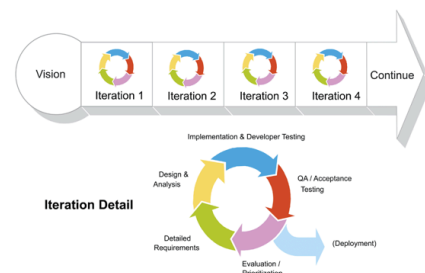 Vision
Iteration 1
Iteration 2
Iteration 3
Iteration 4
Continue
Implementation & Developer Testing
Design &
Analysis
QA / Acceptance
Testing
Iteration Detail
Detailed
Requirements
(Deployment)
Evaluation /
Prioritization